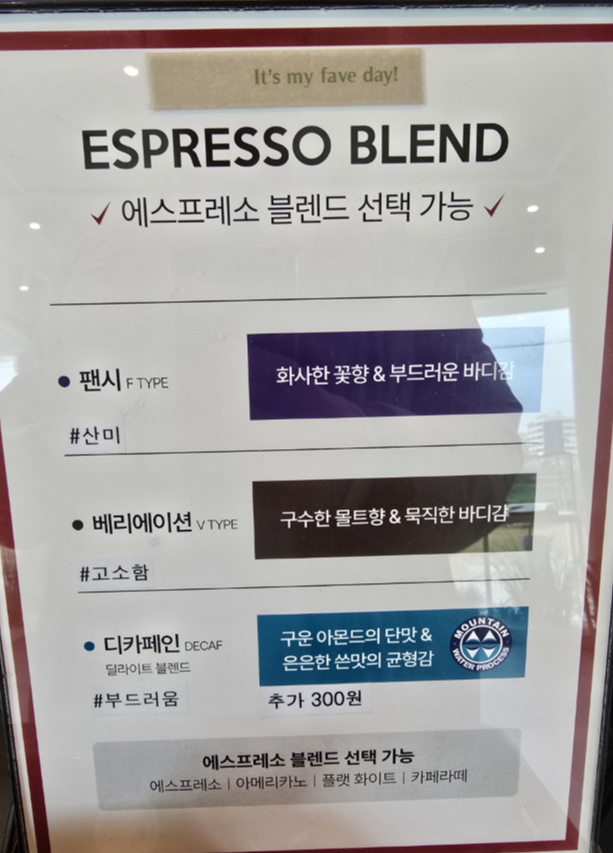 It's my fave day!
ESPRESSO BLEND
✓ 에스프레소 블렌드 선택 가능 ✓
● 팬시 F TYPE
화사한 꽃향 & 부드러운 바디감
#산미
● 베리에이션 V TYPE
구수한 몰트향 & 묵직한 바디감
#고소함
● 디카페인 DECAF
딜라이트 블렌드
구운 아몬드의 단맛 &
은은한 쓴맛의 균형감
MOUNTAIN
WATER PROCESS
#부드러움
추가 300원
에스프레소 블렌드 선택 가능
에스프레소 | 아메리카노 | 플랫 화이트 | 카페라떼